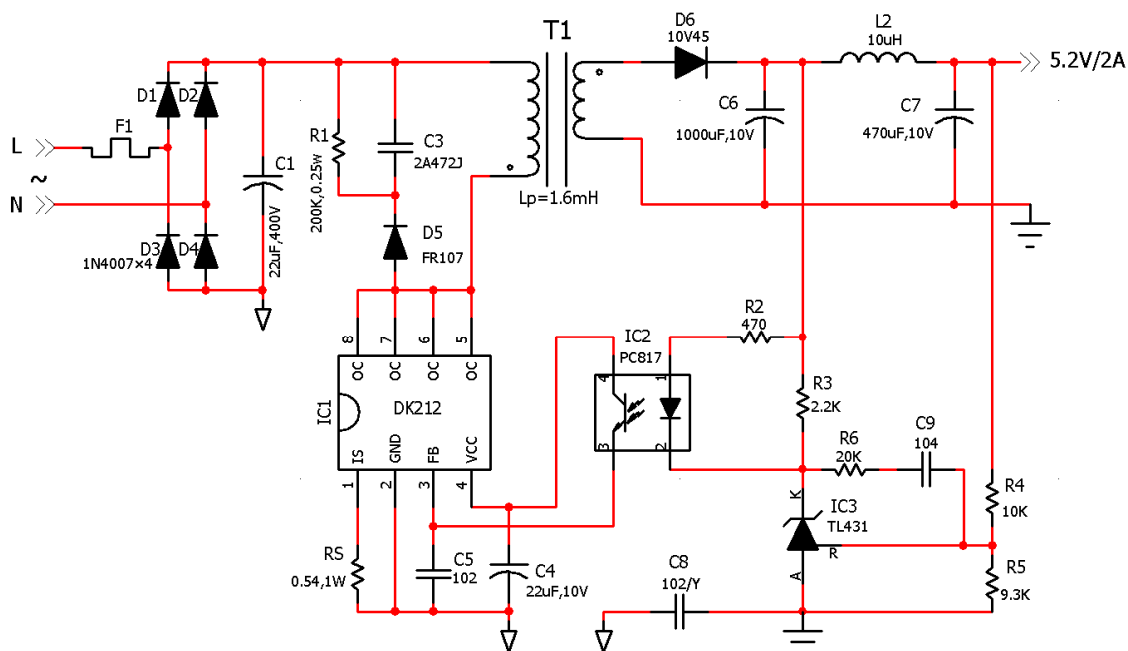 T1
D6
10V45
L2
10uH
5.2V/2A
D1
D2
F1
L
~
N
C1
22uF,400V
R1
200K,0.25w
C3
2A472J
Lp=1.6mH
C6
1000uF,10V
C7
470uF,10V
D3
D4
1N4007×4
D5
FR107
8
7
6
5
OC
OC
OC
OC
IC1
DK212
IS
GND
FB
VCC
1
2
3
4
IC2
PC817
4
1
3
2
R2
470
R3
2.2K
R6
20K
C9
104
R4
10K
K
IC3
TL431
R
A
R5
9.3K
RS
0.54,1W
C5
102
C4
22uF,10V
C8
102/Y